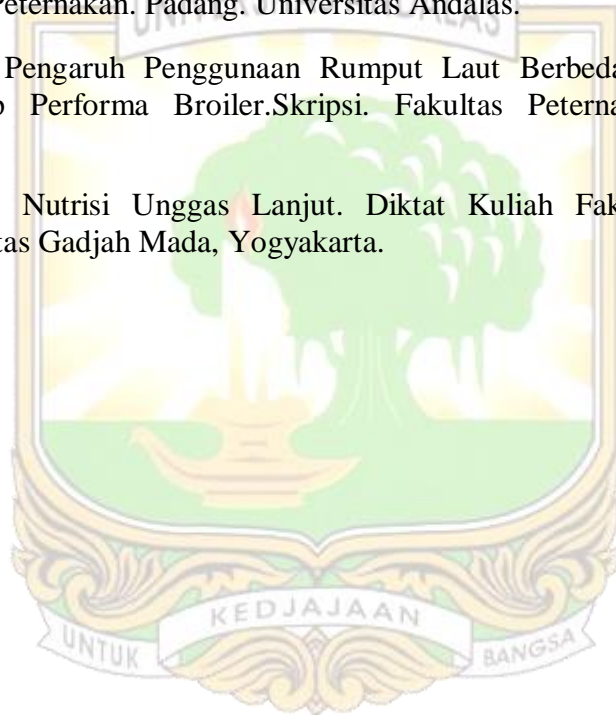 Peternakan. Padang. Universitas Andalas.
Pengaruh Penggunaan Rumput Laut Berbeda
Performa Broiler.Skripsi. Fakultas Peterna
Nutrisi Unggas Lanjut. Diktat Kuliah Fak
tas Gadjah Mada, Yogyakarta.
UNTUK KEDJAJAAN BANGSA